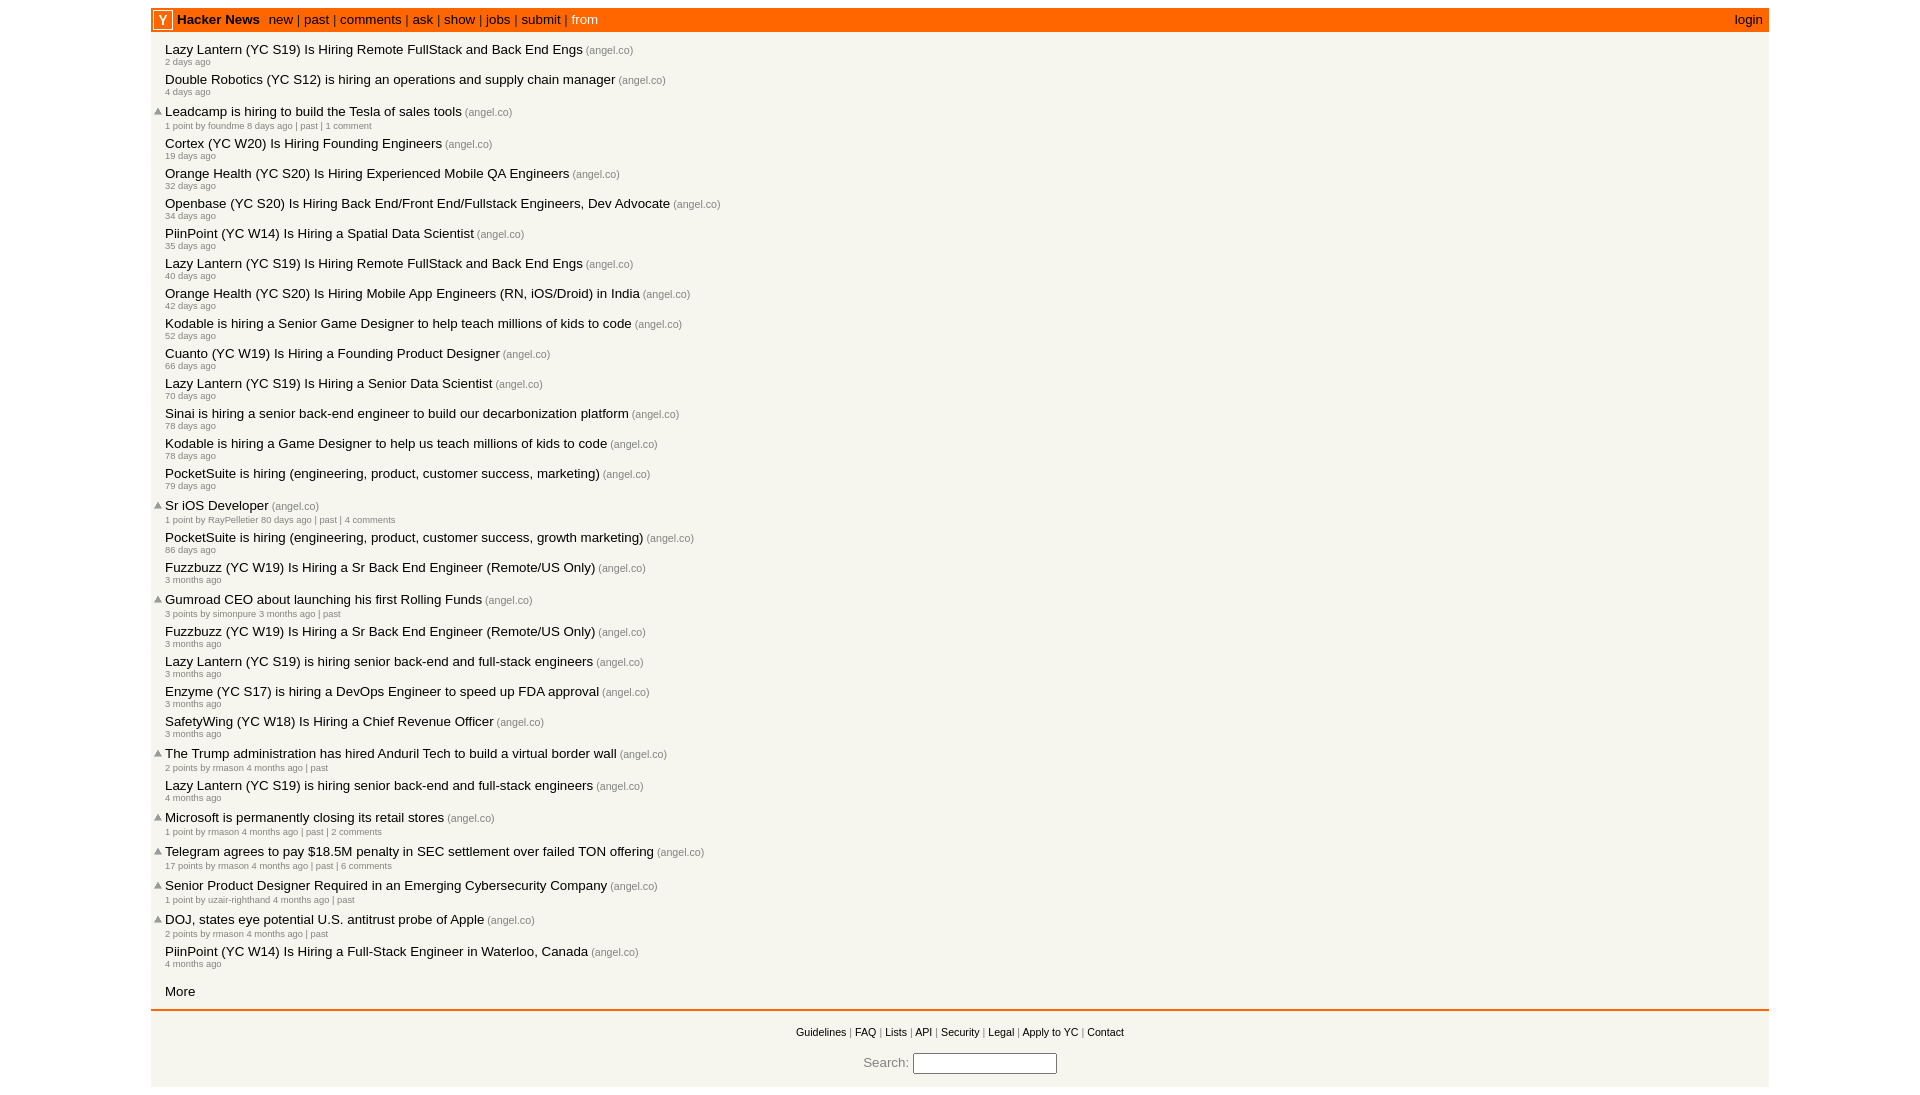 Y Hacker News new | past | comments | ask | show | jobs | submit | from login
Lazy Lantern (YC S19) Is Hiring Remote FullStack and Back End Engs (angel.co)
2 days ago
Double Robotics (YC S12) is hiring an operations and supply chain manager (angel.co)
4 days ago
Leadcamp is hiring to build the Tesla of sales tools (angel.co)
1 point by foundme 8 days ago | past | 1 comment
Cortex (YC W20) Is Hiring Founding Engineers (angel.co)
19 days ago
Orange Health (YC S20) Is Hiring Experienced Mobile QA Engineers (angel.co)
32 days ago
Openbase (YC S20) Is Hiring Back End/Front End/Fullstack Engineers, Dev Advocate (angel.co)
34 days ago
PiinPoint (YC W14) Is Hiring a Spatial Data Scientist (angel.co)
35 days ago
Lazy Lantern (YC S19) Is Hiring Remote FullStack and Back End Engs (angel.co)
40 days ago
Orange Health (YC S20) Is Hiring Mobile App Engineers (RN, iOS/Droid) in India (angel.co)
42 days ago
Kodable is hiring a Senior Game Designer to help teach millions of kids to code (angel.co)
52 days ago
Cuanto (YC W19) Is Hiring a Founding Product Designer (angel.co)
66 days ago
Lazy Lantern (YC S19) Is Hiring a Senior Data Scientist (angel.co)
70 days ago
Sinai is hiring a senior back-end engineer to build our decarbonization platform (angel.co)
78 days ago
Kodable is hiring a Game Designer to help us teach millions of kids to code (angel.co)
78 days ago
PocketSuite is hiring (engineering, product, customer success, marketing) (angel.co)
79 days ago
Sr iOS Developer (angel.co)
1 point by RayPelletier 80 days ago | past | 4 comments
PocketSuite is hiring (engineering, product, customer success, growth marketing) (angel.co)
86 days ago
Fuzzbuzz (YC W19) Is Hiring a Sr Back End Engineer (Remote/US Only) (angel.co)
3 months ago
Gumroad CEO about launching his first Rolling Funds (angel.co)
3 points by simonpure 3 months ago | past
Fuzzbuzz (YC W19) Is Hiring a Sr Back End Engineer (Remote/US Only) (angel.co)
3 months ago
Lazy Lantern (YC S19) is hiring senior back-end and full-stack engineers (angel.co)
3 months ago
Enzyme (YC S17) is hiring a DevOps Engineer to speed up FDA approval (angel.co)
3 months ago
SafetyWing (YC W18) Is Hiring a Chief Revenue Officer (angel.co)
3 months ago
The Trump administration has hired Anduril Tech to build a virtual border wall (angel.co)
2 points by rmason 4 months ago | past
Lazy Lantern (YC S19) is hiring senior back-end and full-stack engineers (angel.co)
4 months ago
Microsoft is permanently closing its retail stores (angel.co)
1 point by rmason 4 months ago | past | 2 comments
Telegram agrees to pay $18.5M penalty in SEC settlement over failed TON offering (angel.co)
17 points by rmason 4 months ago | past | 6 comments
Senior Product Designer Required in an Emerging Cybersecurity Company (angel.co)
1 point by uzair-righthand 4 months ago | past
DOJ, states eye potential U.S. antitrust probe of Apple (angel.co)
2 points by rmason 4 months ago | past
PiinPoint (YC W14) Is Hiring a Full-Stack Engineer in Waterloo, Canada (angel.co)
4 months ago
More
Guidelines | FAQ | Lists | API | Security | Legal | Apply to YC | Contact
Search: